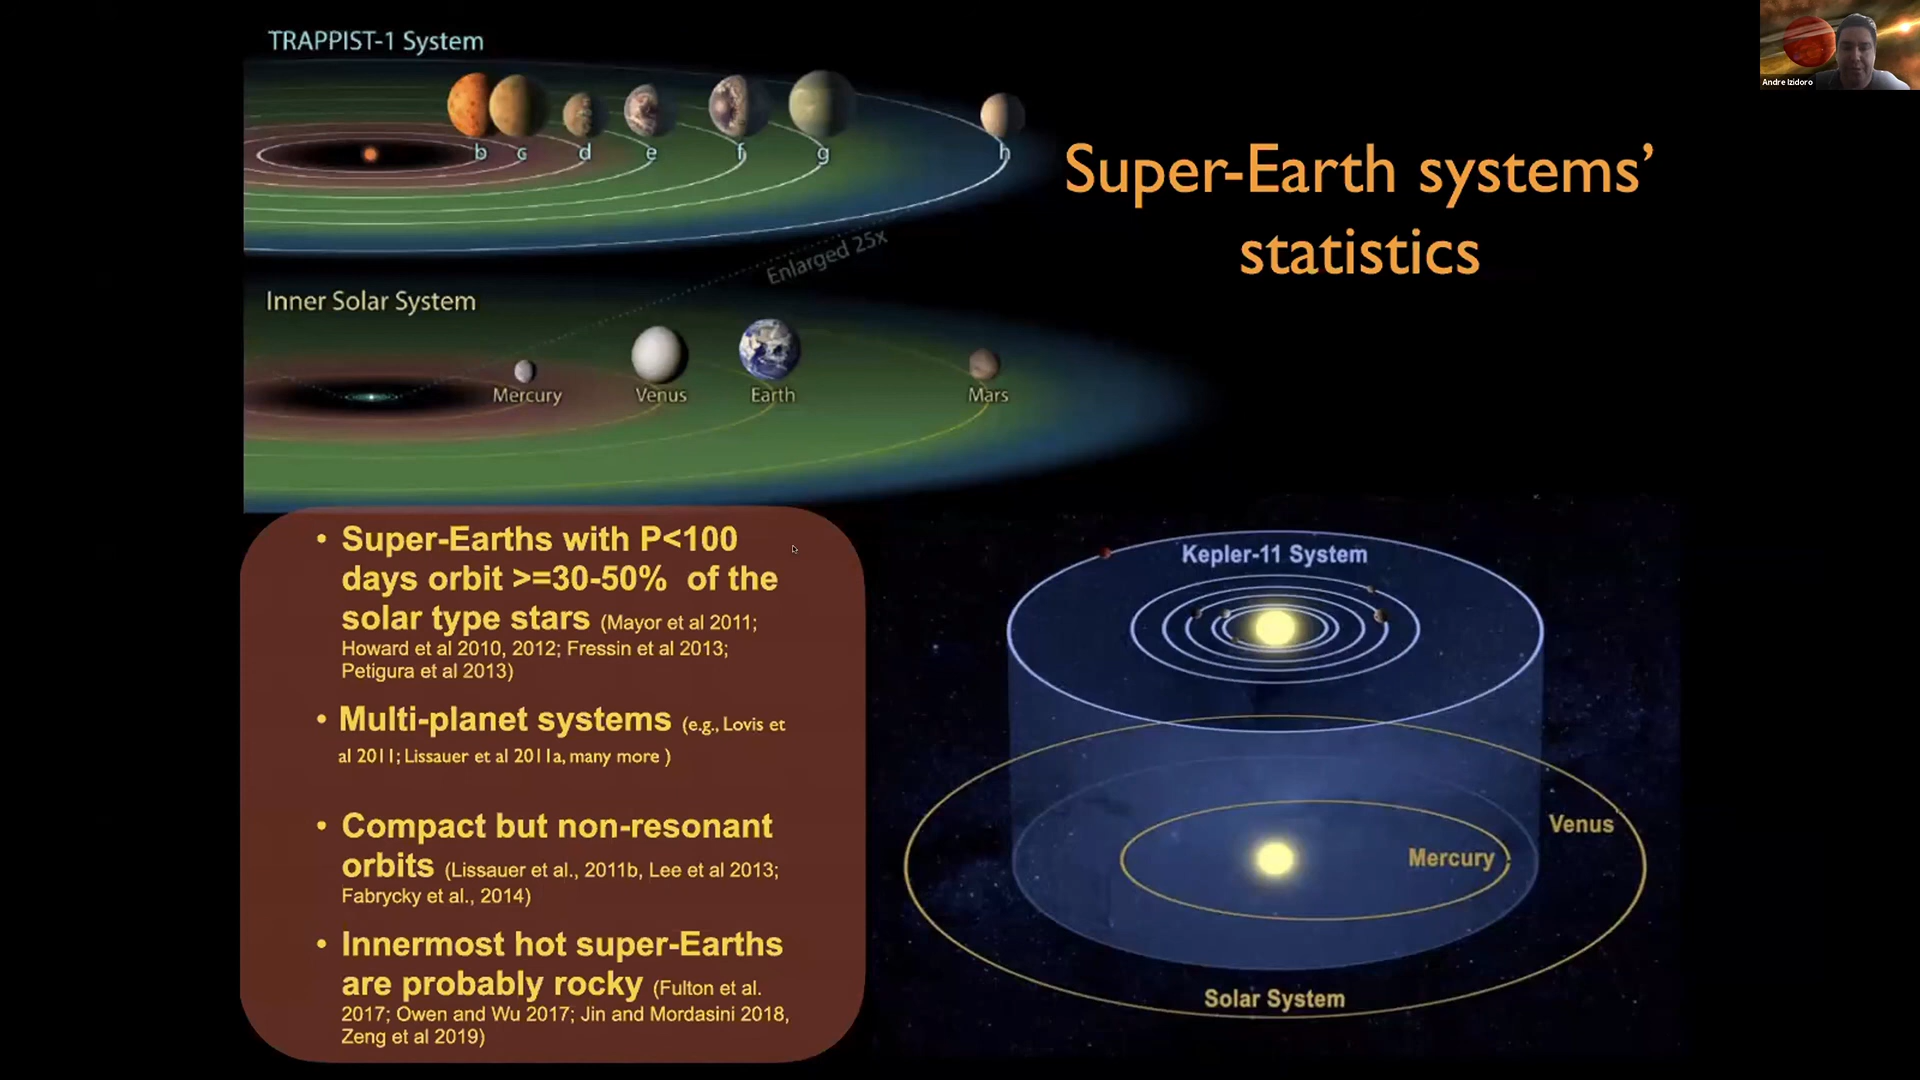 TRAPPIST-1 System
b c d e f g h
Enlarged 25x
Inner Solar System
Mercury Venus Earth Mars
Andre Izidoro
Super-Earth systems’
statistics
• Super-Earths with P<100
days orbit >=30-50% of the
solar type stars (Mayor et al 2011;
Howard et al 2010, 2012; Fressin et al 2013;
Petigura et al 2013)
• Multi-planet systems (e.g., Lovis et
al 2011; Lissauer et al 2011a, many more )
• Compact but non-resonant
orbits (Lissauer et al., 2011b, Lee et al 2013;
Fabrycky et al., 2014)
• Innermost hot super-Earths
are probably rocky (Fulton et al.
2017; Owen and Wu 2017; Jin and Mordasini 2018,
Zeng et al 2019)
Kepler-11 System
Venus
Mercury
Solar System